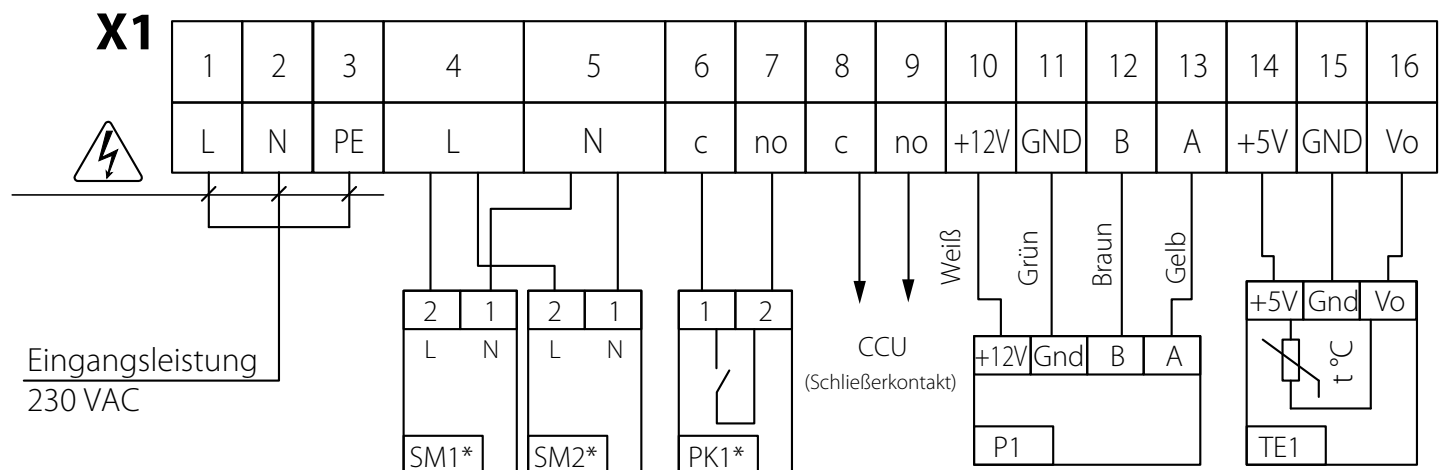 X1
1 2 3 4 5 6 7 8 9 10 11 12 13 14 15 16
L N PE L N c no c no +12V GND B A +5V GND Vo
Weiß
Grün
Braun
Gelb
2 1 2 1 1 2
L N L N
+5V Gnd Vo
t °C
CCU
(Schließerkontakt)
+12V Gnd B A
Eingangsleistung
230 VAC
SM1* SM2* PK1* P1 TE1